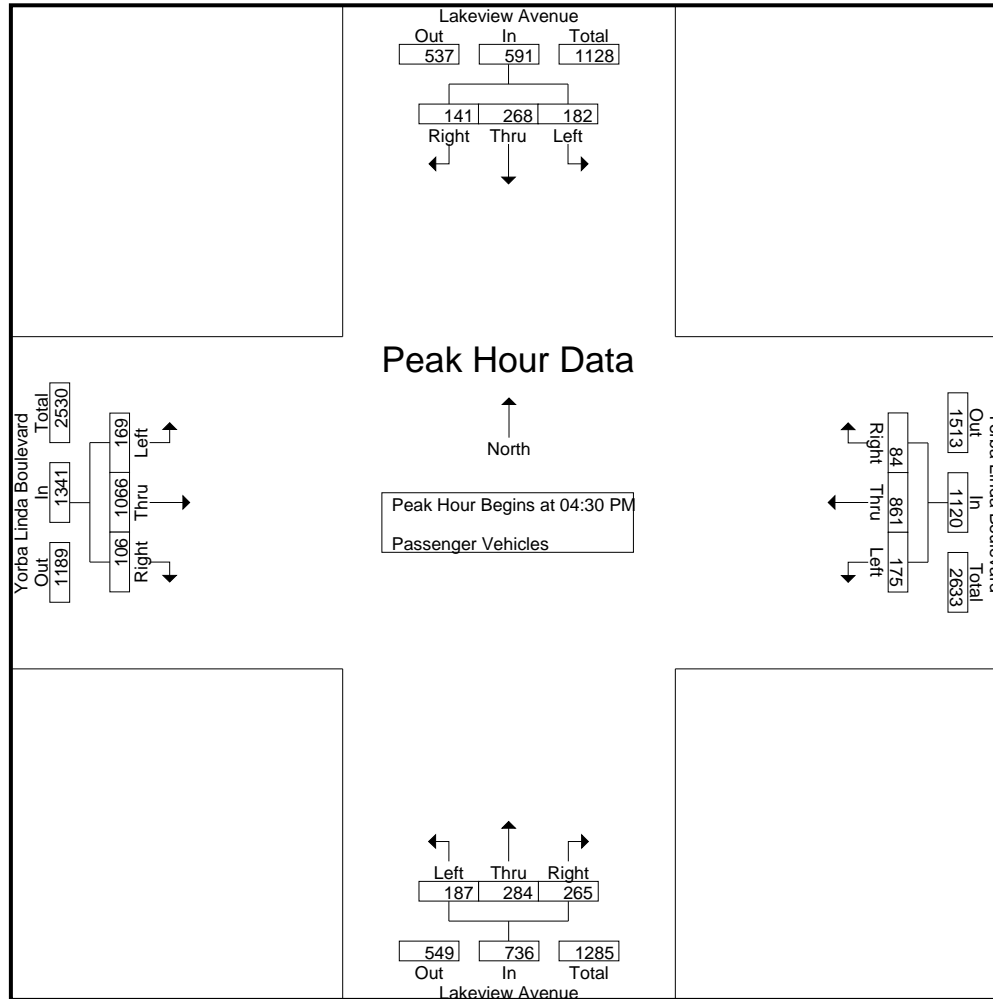 Lakeview Avenue
Out In Total
537 591 1128
141 268 182
Right Thru Left
Peak Hour Data
North
Peak Hour Begins at 04:30 PM
Passenger Vehicles
Yorba Linda Boulevard
Out In Total
1189 1341 2530
106 1066 169
Right Thru Left
Yorba Linda Boulevard
Out In Total
1513 1120 2633
84 861 175
Right Thru Left
Left Thru Right
187 284 265
549 736 1285
Out In Total
Lakeview Avenue